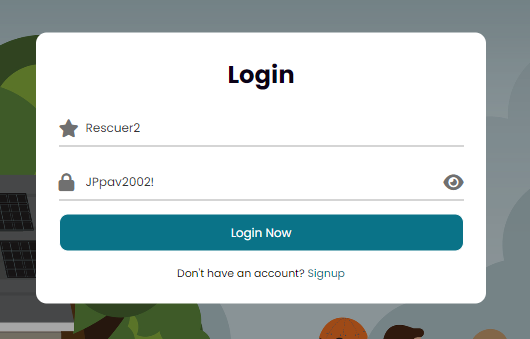 Login
Rescuer2
JPpav2002!
Login Now
Don't have an account? Signup